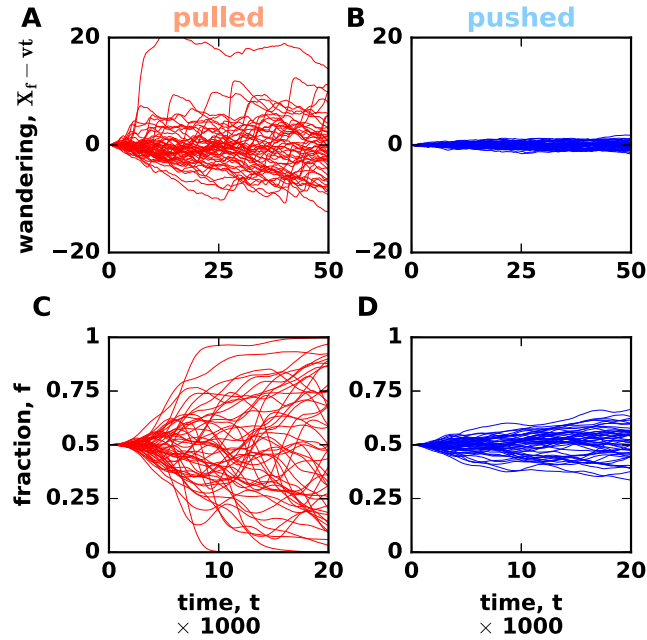 A pulled B pushed
wandering, X_f − vt
20 20
0 0
−20 −20
0 25 50 0 25 50
C D
fraction, f
1 1
0.75 0.75
0.5 0.5
0.25 0.25
0 0
0 10 20 0 10 20
time, t time, t
× 1000 × 1000